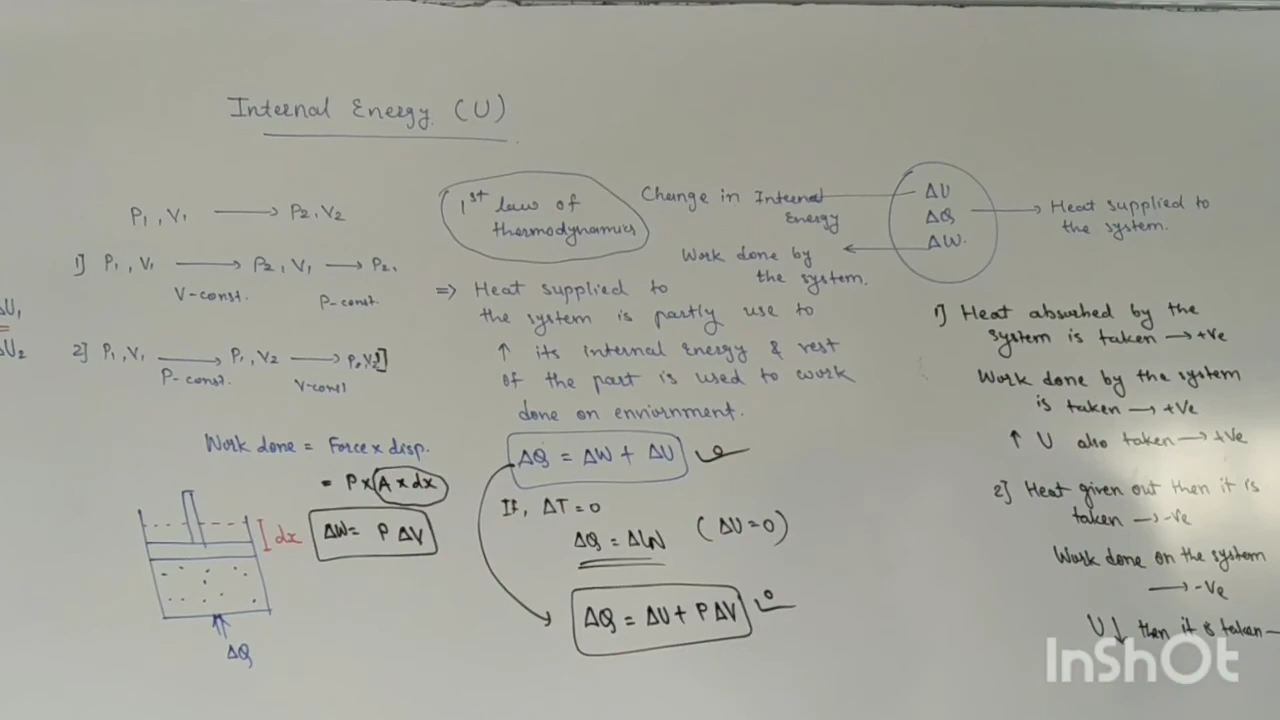 Internal Energy (U)
P₁, V₁ ⟶ P₂, V₂
1] P₁, V₁ ⟶ P₂, V₁ ⟶ P₂,
V-const. P-const.
2] P₁, V₁ ⟶ P₁, V₂ ⟶ P₂V₂]
P-const. V-const
ΔU₁
=
ΔU₂
Work done = Force x disp.
= P x (A x dx)
ΔW = P ΔV
dx
ΔQ
1st law of
thermodynamics
Change in Internal
Energy
Work done by
the system.
ΔU
ΔQ
ΔW.
Heat supplied to
the system.
⇒ Heat supplied to
the system is partly use to
↑ its internal energy & rest
of the part is used to work
done on enviornment.
ΔQ = ΔW + ΔU
If, ΔT = 0
ΔQ = ΔW (ΔU = 0)
ΔQ = ΔU + P ΔV
1) Heat absorbed by the
system is taken ⟶ +ve
Work done by the system
is taken ⟶ +ve
↑ U also taken ⟶ +ve
2] Heat given out then it is
taken ⟶ -ve
Work done on the system
⟶ -ve
U↓ then it is taken —
InShOt